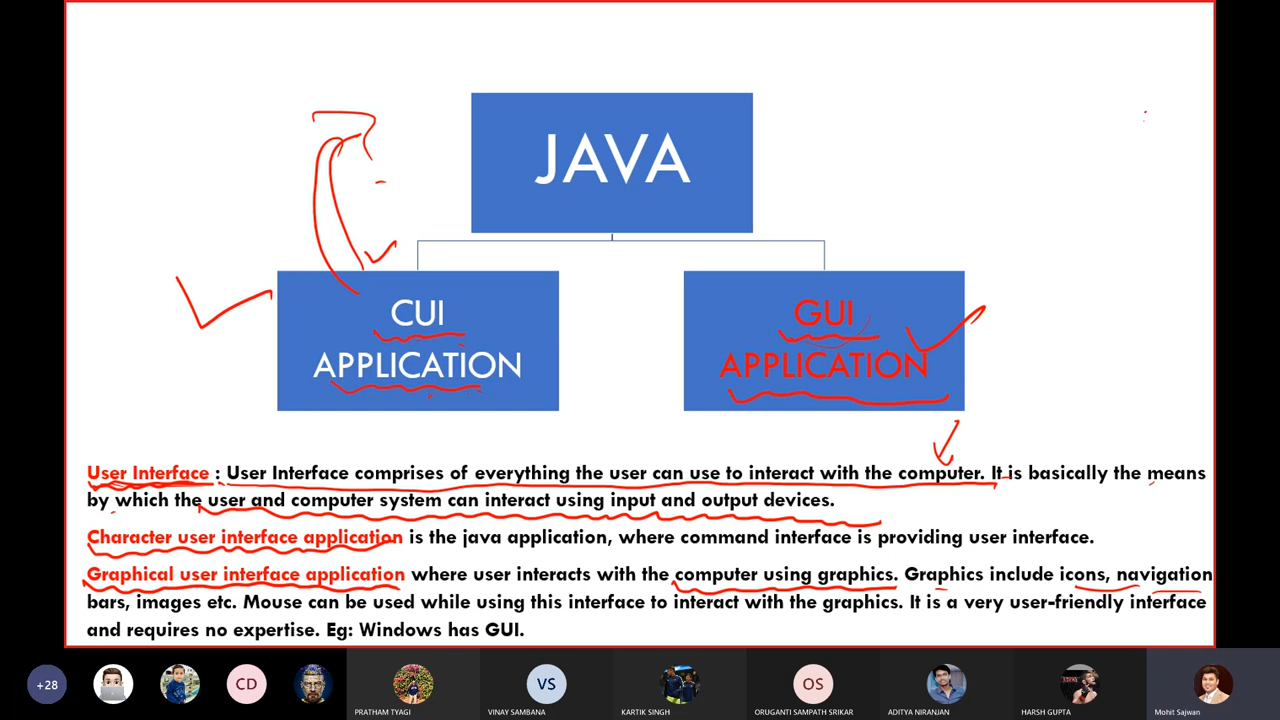 JAVA
CUI
APPLICATION
GUI
APPLICATION
User Interface : User Interface comprises of everything the user can use to interact with the computer. It is basically the means
by which the user and computer system can interact using input and output devices.
Character user interface application is the java application, where command interface is providing user interface.
Graphical user interface application where user interacts with the computer using graphics. Graphics include icons, navigation
bars, images etc. Mouse can be used while using this interface to interact with the graphics. It is a very user-friendly interface
and requires no expertise. Eg: Windows has GUI.
+28
CD
VS
OS
PRATHAM TYAGI
VINAY SAMBANA
KARTIK SINGH
ORUGANTI SAMPATH SRIKAR
ADITYA NIRANJAN
HARSH GUPTA
Mohit Sajwan